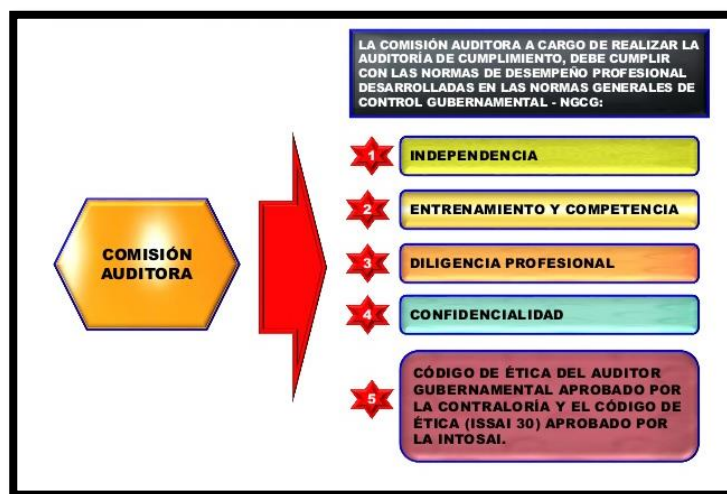 LA COMISIÓN AUDITORA A CARGO DE REALIZAR LA
AUDITORÍA DE CUMPLIMIENTO, DEBE CUMPLIR
CON LAS NORMAS DE DESEMPEÑO PROFESIONAL
DESARROLLADAS EN LAS NORMAS GENERALES DE
CONTROL GUBERNAMENTAL - NGCG:
COMISIÓN
AUDITORA
1 INDEPENDENCIA
2 ENTRENAMIENTO Y COMPETENCIA
3 DILIGENCIA PROFESIONAL
4 CONFIDENCIALIDAD
5 CÓDIGO DE ÉTICA DEL AUDITOR
GUBERNAMENTAL APROBADO POR
LA CONTRALORÍA Y EL CÓDIGO DE
ÉTICA (ISSAI 30) APROBADO POR
LA INTOSAI.